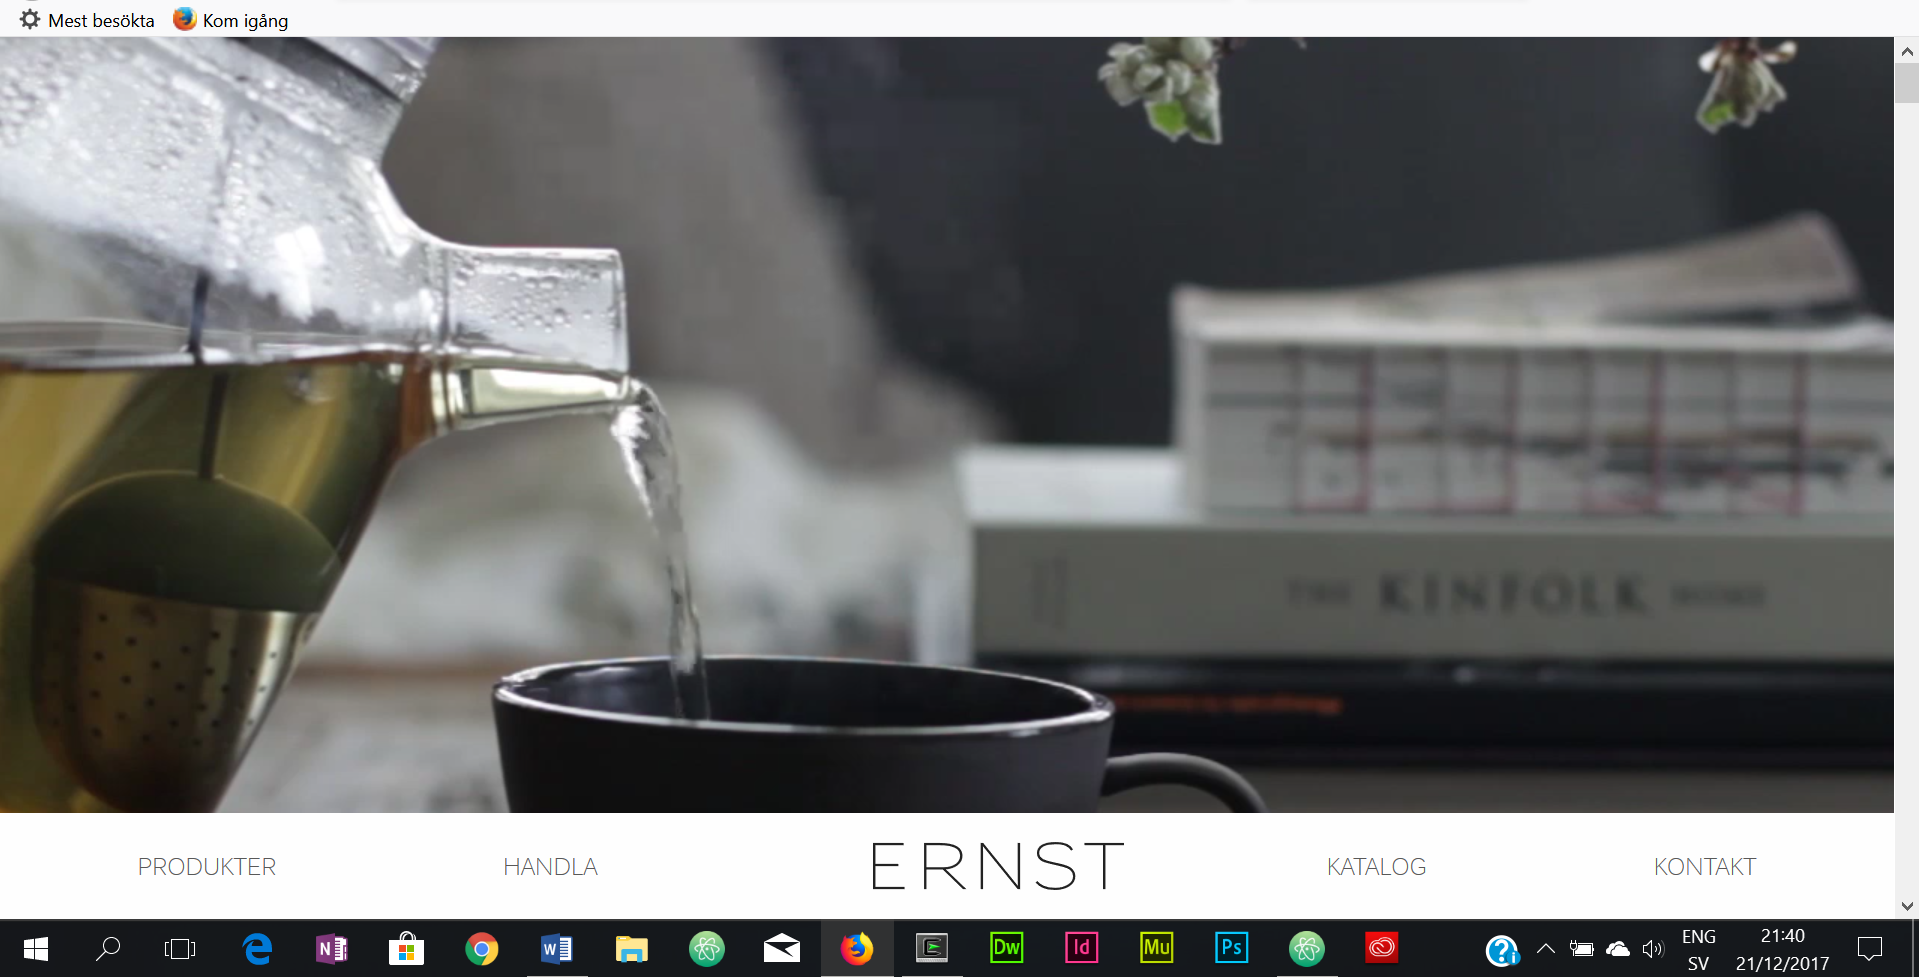 Mest besökta Kom igång
THE KINFOLK HOME
PRODUKTER HANDLA ERNST KATALOG KONTAKT
N W Dw Id Mu Ps ENG 21:40
SV 21/12/2017